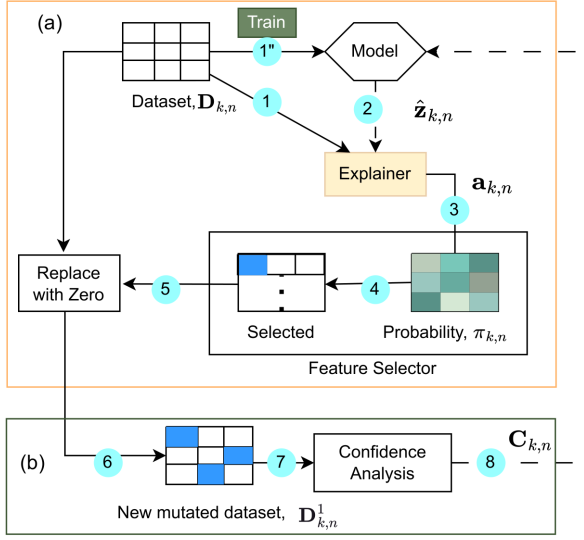 (a)
Train
1"
Model
Dataset, D_{k,n}
1
2
ẑ_{k,n}
Explainer
a_{k,n}
3
Replace
with Zero
5
4
Selected
Probability, π_{k,n}
Feature Selector
(b)
6
7
Confidence
Analysis
8
C_{k,n}
New mutated dataset, D^1_{k,n}